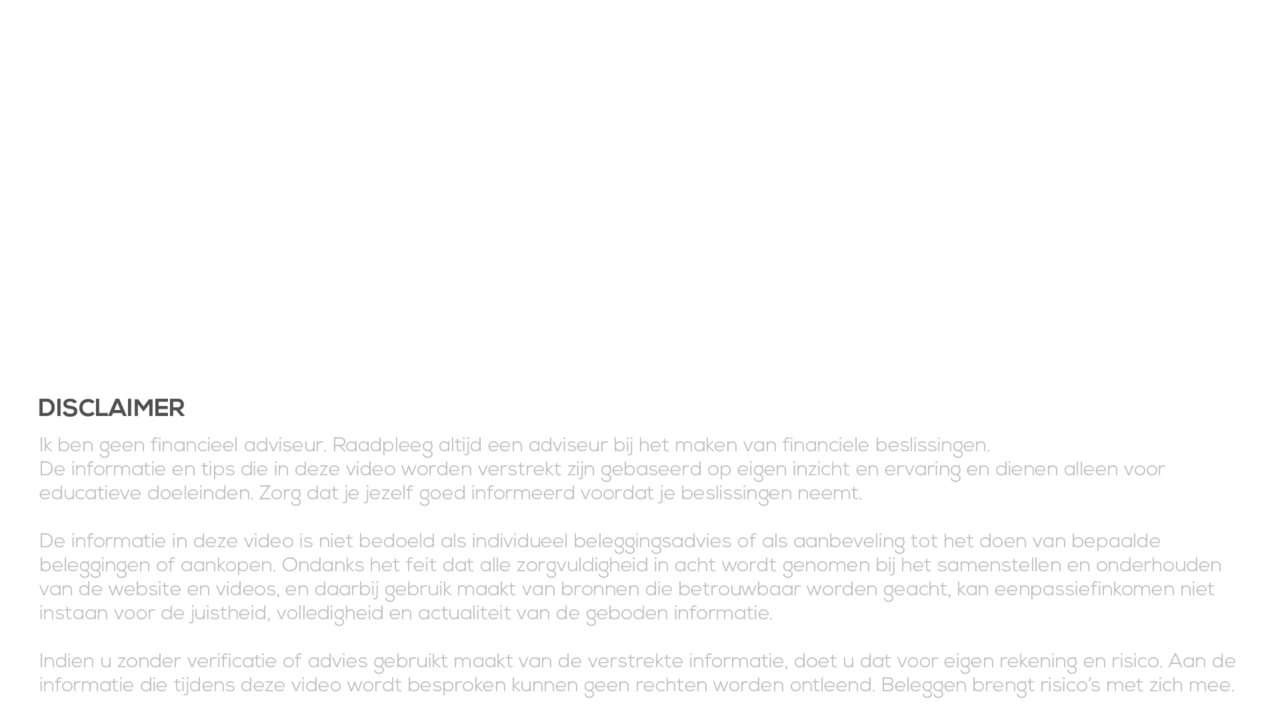 DISCLAIMER
Ik ben geen financieel adviseur. Raadpleeg altijd een adviseur bij het maken van financiele beslissingen.
De informatie en tips die in deze video worden verstrekt zijn gebaseerd op eigen inzicht en ervaring en dienen alleen voor
educatieve doeleinden. Zorg dat je jezelf goed informeerd voordat je beslissingen neemt.
De informatie in deze video is niet bedoeld als individueel beleggingsadvies of als aanbeveling tot het doen van bepaalde
beleggingen of aankopen. Ondanks het feit dat alle zorgvuldigheid in acht wordt genomen bij het samenstellen en onderhouden
van de website en videos, en daarbij gebruik maakt van bronnen die betrouwbaar worden geacht, kan eenpassiefinkomen niet
instaan voor de juistheid, volledigheid en actualiteit van de geboden informatie.
Indien u zonder verificatie of advies gebruikt maakt van de verstrekte informatie, doet u dat voor eigen rekening en risico. Aan de
informatie die tijdens deze video wordt besproken kunnen geen rechten worden ontleend. Beleggen brengt risico's met zich mee.